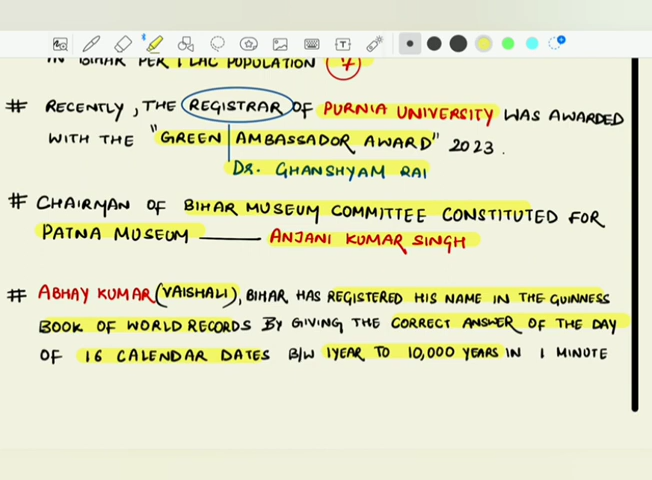 IN BIHAR PER 1 LAC POPULATION 7
# RECENTLY, THE REGISTRAR OF PURNIA UNIVERSITY WAS AWARDED
WITH THE "GREEN AMBASSADOR AWARD" 2023.
DR. GHANSHYAM RAI
# CHAIRMAN OF BIHAR MUSEUM COMMITTEE CONSTITUTED FOR
PATNA MUSEUM —— ANJANI KUMAR SINGH
# ABHAY KUMAR (VAISHALI), BIHAR HAS REGISTERED HIS NAME IN THE GUINNESS
BOOK OF WORLD RECORDS BY GIVING THE CORRECT ANSWER OF THE DAY
OF 16 CALENDAR DATES B/W 1YEAR TO 10,000 YEARS IN 1 MINUTE